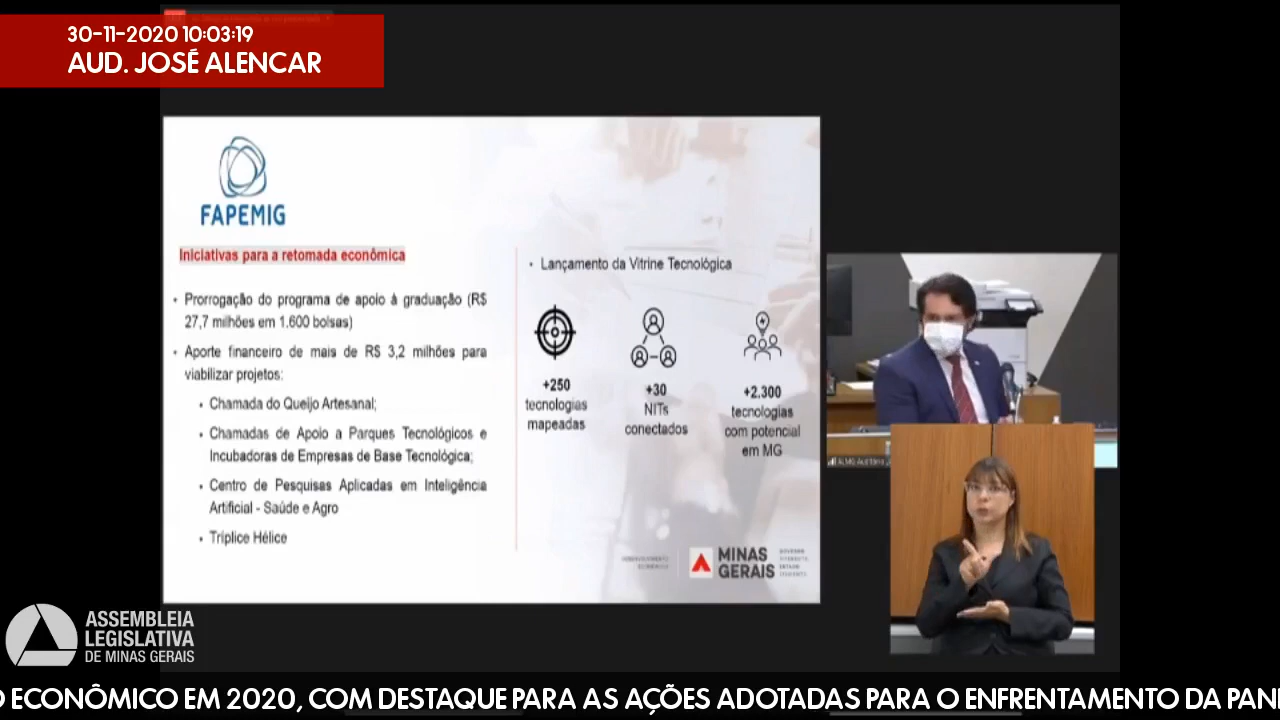 30-11-2020 10:03:19
AUD. JOSÉ ALENCAR
FAPEMIG
Iniciativas para a retomada econômica
• Prorrogação do programa de apoio à graduação (R$
27,7 milhões em 1.600 bolsas)
• Aporte financeiro de mais de R$ 3,2 milhões para
viabilizar projetos:
• Chamada do Queijo Artesanal;
• Chamadas de Apoio a Parques Tecnológicos e
Incubadoras de Empresas de Base Tecnológica;
• Centro de Pesquisas Aplicadas em Inteligência
Artificial - Saúde e Agro
• Tríplice Hélice
• Lançamento da Vitrine Tecnológica
+250
tecnologias
mapeadas
+30
NITs
conectados
+2.300
tecnologias
com potencial
em MG
DESENVOLVIMENTO
ECONÔMICO
MINAS
GERAIS
ASSEMBLEIA
LEGISLATIVA
DE MINAS GERAIS
O ECONÔMICO EM 2020, COM DESTAQUE PARA AS AÇÕES ADOTADAS PARA O ENFRENTAMENTO DA PAN